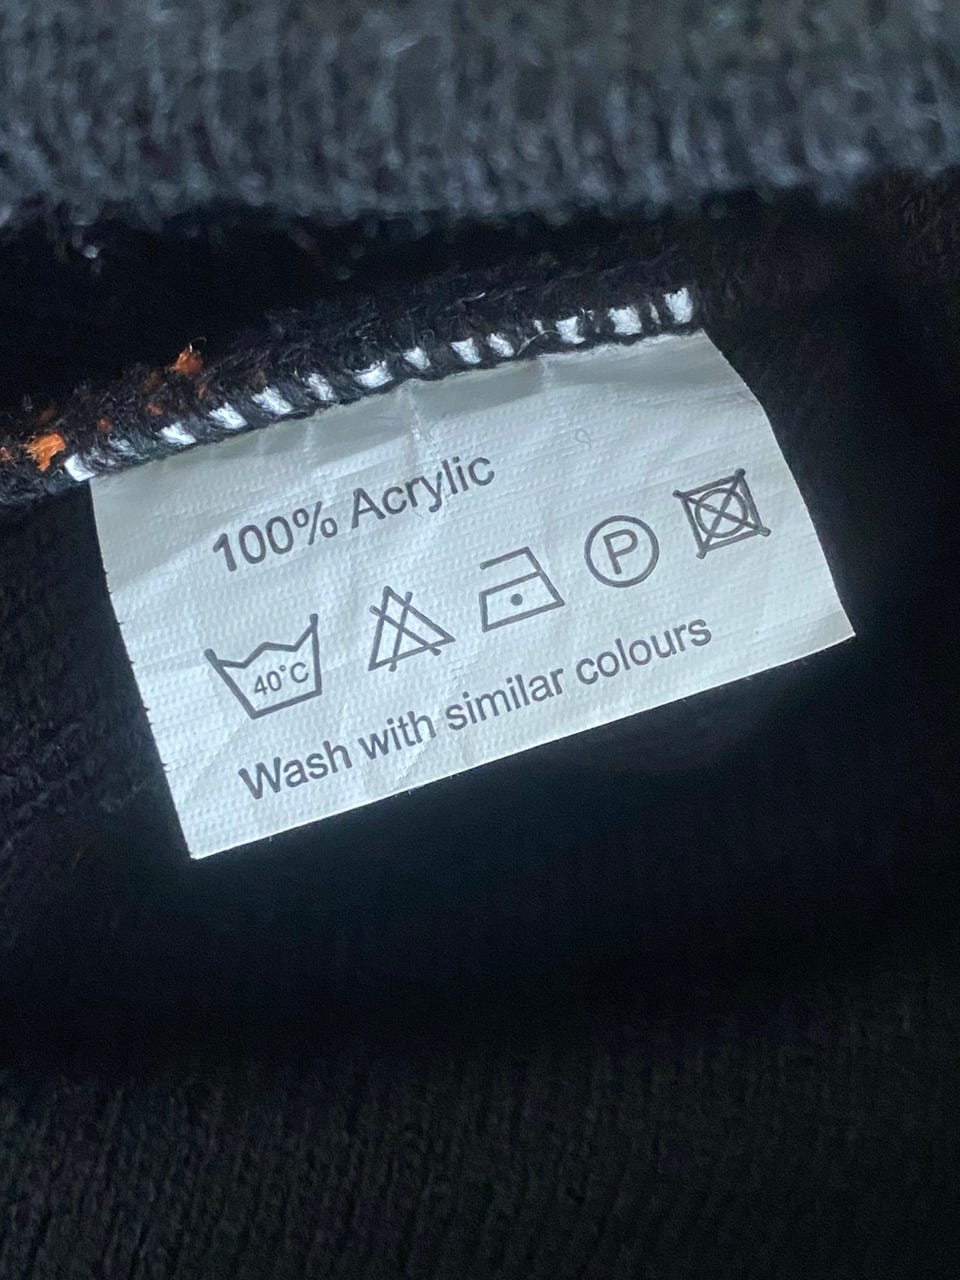 100% Acrylic
40°C P
Wash with similar colours